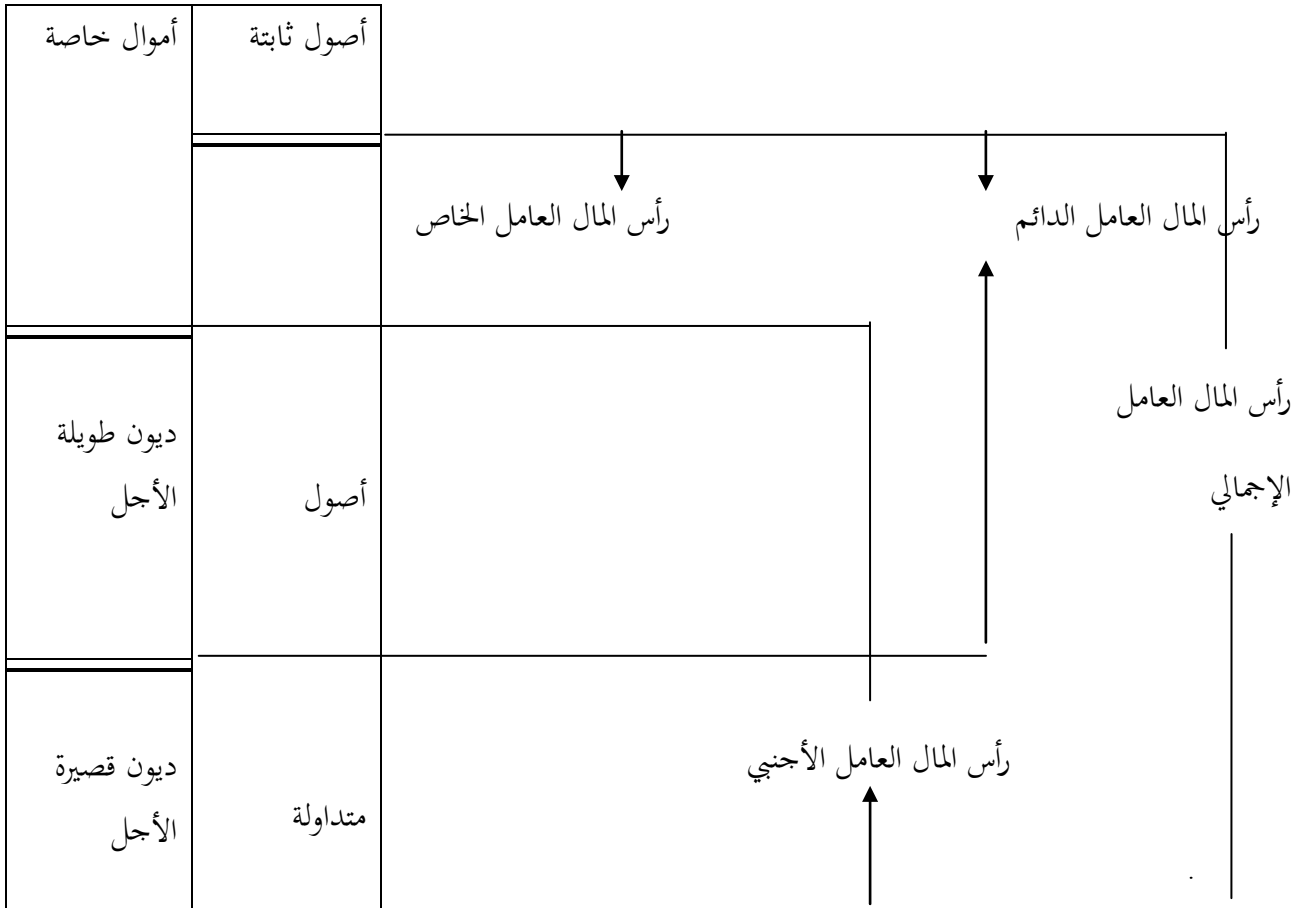 أصول ثابتة
أموال خاصة
رأس المال العامل الدائم
رأس المال العامل الخاص
رأس المال العامل
الإجمالي
أصول
ديون طويلة
الأجل
رأس المال العامل الأجنبي
متداولة
ديون قصيرة
الأجل
.